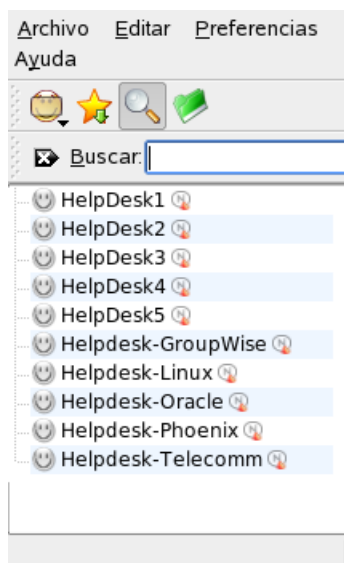 Archivo Editar Preferencias
Ayuda
Buscar:
HelpDesk1
HelpDesk2
HelpDesk3
HelpDesk4
HelpDesk5
Helpdesk-GroupWise
Helpdesk-Linux
Helpdesk-Oracle
Helpdesk-Phoenix
Helpdesk-Telecomm